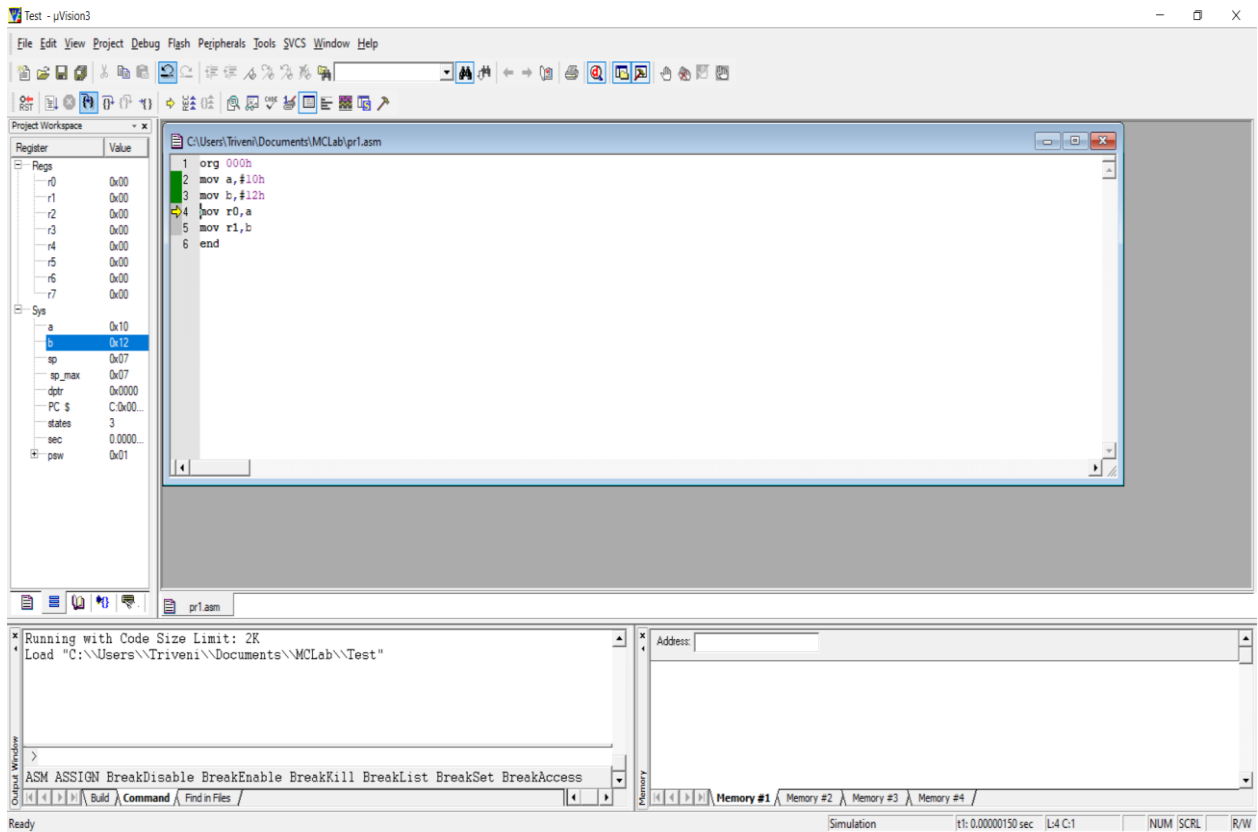 Test - µVision3
File Edit View Project Debug Flash Peripherals Tools SVCS Window Help
RST
Project Workspace
Register Value
Regs
r0 0x00
r1 0x00
r2 0x00
r3 0x00
r4 0x00
r5 0x00
r6 0x00
r7 0x00
Sys
a 0x10
b 0x12
sp 0x07
sp_max 0x07
dptr 0x0000
PC $ C:0x00...
states 3
sec 0.0000...
psw 0x01
C:\Users\Triveni\Documents\MCLab\pr1.asm
1 org 000h
2 mov a,#10h
3 mov b,#12h
4 mov r0,a
5 mov r1,b
6 end
pr1.asm
Running with Code Size Limit: 2K
Load "C:\\Users\\Triveni\\Documents\\MCLab\\Test"
>
ASM ASSIGN BreakDisable BreakEnable BreakKill BreakList BreakSet BreakAccess
Build Command Find in Files
Output Window
Address:
Memory #1 Memory #2 Memory #3 Memory #4
Memory
Ready Simulation t1: 0.00000150 sec L:4 C:1 NUM SCRL R/W